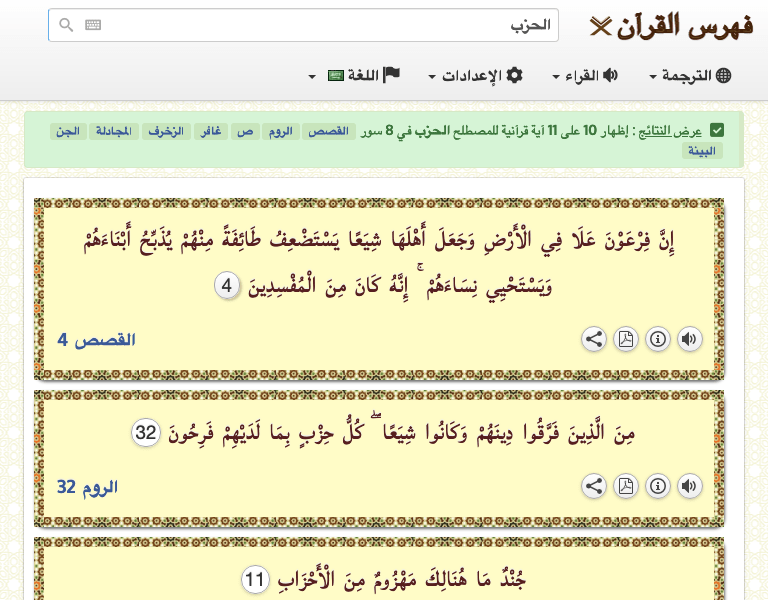 فهرس القرآن
الحزب
الترجمة
القراء
الإعدادات
اللغة
عرض النتائج : إظهار 10 على 11 آية قرآنية للمصطلح الحزب في 8 سور القصص الروم ص غافر الزخرف المجادلة الجن
البينة
إِنَّ فِرْعَوْنَ عَلَا فِي الْأَرْضِ وَجَعَلَ أَهْلَهَا شِيَعًا يَسْتَضْعِفُ طَائِفَةً مِنْهُمْ يُذَبِّحُ أَبْنَاءَهُمْ
وَيَسْتَحْيِي نِسَاءَهُمْ ۚ إِنَّهُ كَانَ مِنَ الْمُفْسِدِينَ 4
القصص 4
مِنَ الَّذِينَ فَرَّقُوا دِينَهُمْ وَكَانُوا شِيَعًا ۖ كُلُّ حِزْبٍ بِمَا لَدَيْهِمْ فَرِحُونَ 32
الروم 32
جُنْدٌ مَا هُنَالِكَ مَهْزُومٌ مِنَ الْأَحْزَابِ 11